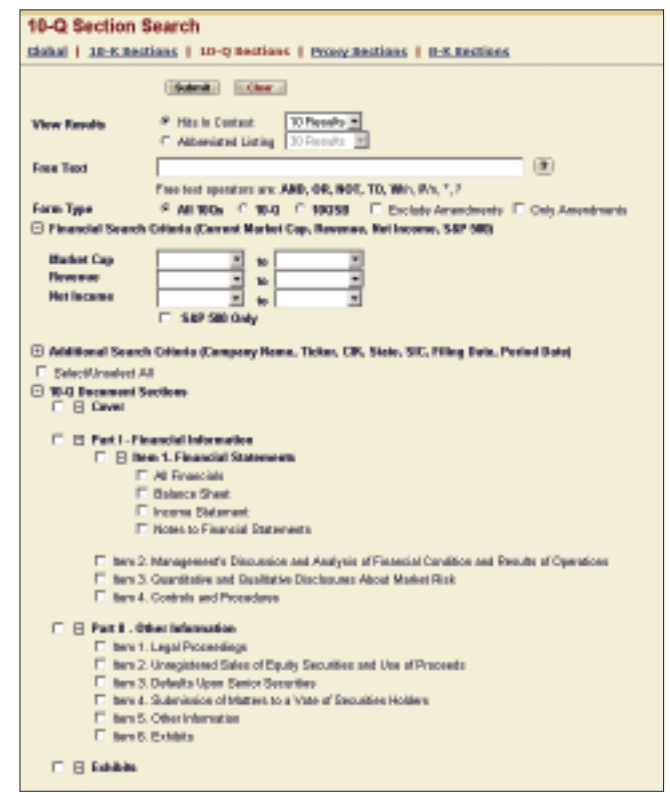 10-Q Section Search
Global | 10-K Sections | 10-Q Sections | Proxy Sections | 8-K Sections
Submit Clear
View Results Hits In Context 10 Results
Abbreviated Listing 30 Results
Free Text ?
Free text operators are: AND, OR, NOT, TO, W/n, P/n, *, ?
Form Type All 10Qs 10-Q 10QSB Exclude Amendments Only Amendments
Financial Search Criteria (Current Market Cap, Revenue, Net Income, S&P 500)
Market Cap to
Revenue to
Net Income to
S&P 500 Only
Additional Search Criteria (Company Name, Ticker, CIK, State, SIC, Filing Date, Period Date)
Select/Unselect All
10-Q Document Sections
Cover
Part I - Financial Information
Item 1. Financial Statements
All Financials
Balance Sheet
Income Statement
Notes to Financial Statements
Item 2. Management's Discussion and Analysis of Financial Condition and Results of Operations
Item 3. Quantitative and Qualitative Disclosures About Market Risk
Item 4. Controls and Procedures
Part II - Other Information
Item 1. Legal Proceedings
Item 2. Unregistered Sales of Equity Securities and Use of Proceeds
Item 3. Defaults Upon Senior Securities
Item 4. Submission of Matters to a Vote of Securities Holders
Item 5. Other Information
Item 6. Exhibits
Exhibits